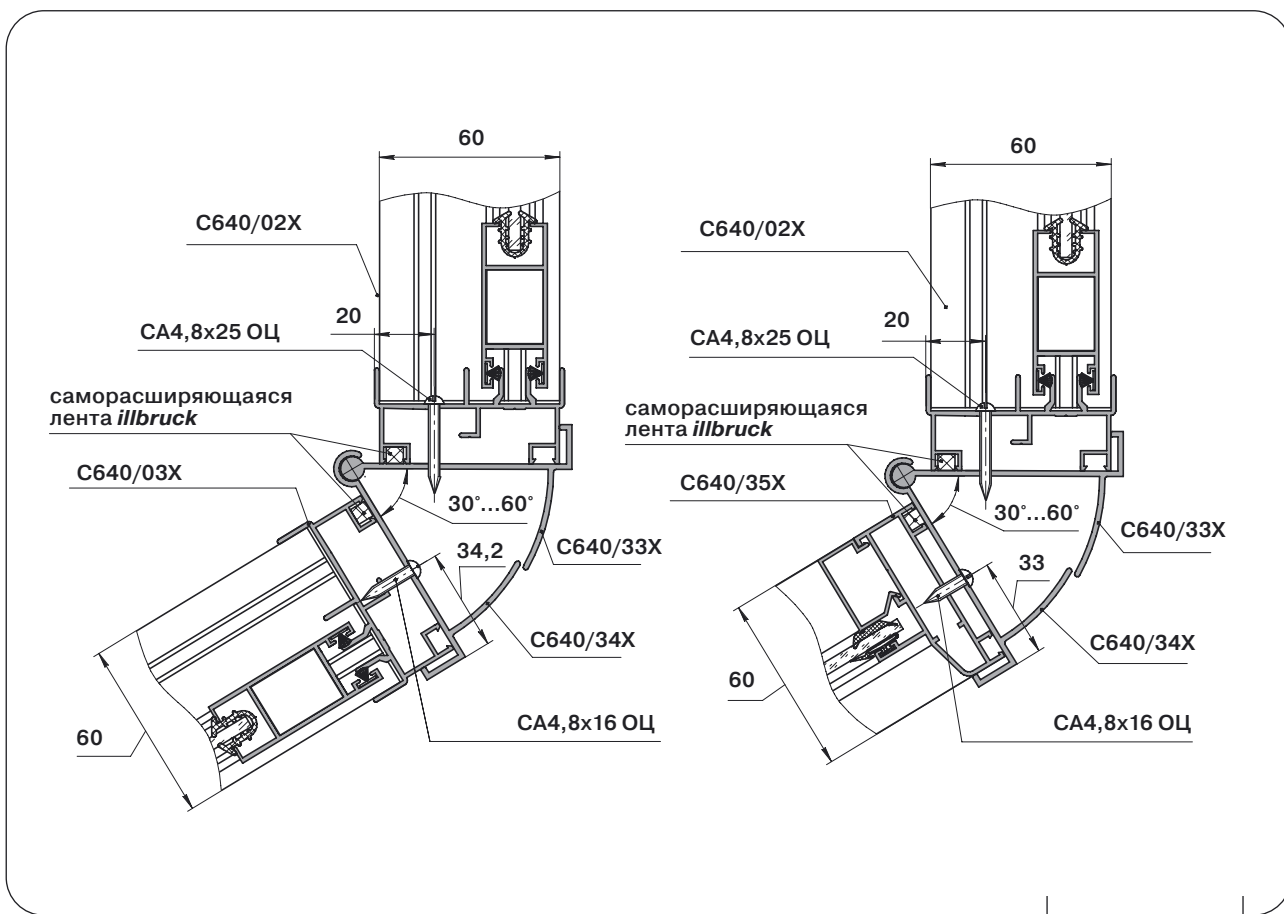 60
С640/02Х
20
СА4,8х25 ОЦ
саморасширяющаяся
лента illbruck
С640/03Х
30°...60°
С640/33Х
34,2
С640/34Х
60
СА4,8х16 ОЦ
60
С640/02Х
20
СА4,8х25 ОЦ
саморасширяющаяся
лента illbruck
С640/35Х
30°...60°
С640/33Х
33
С640/34Х
60
СА4,8х16 ОЦ